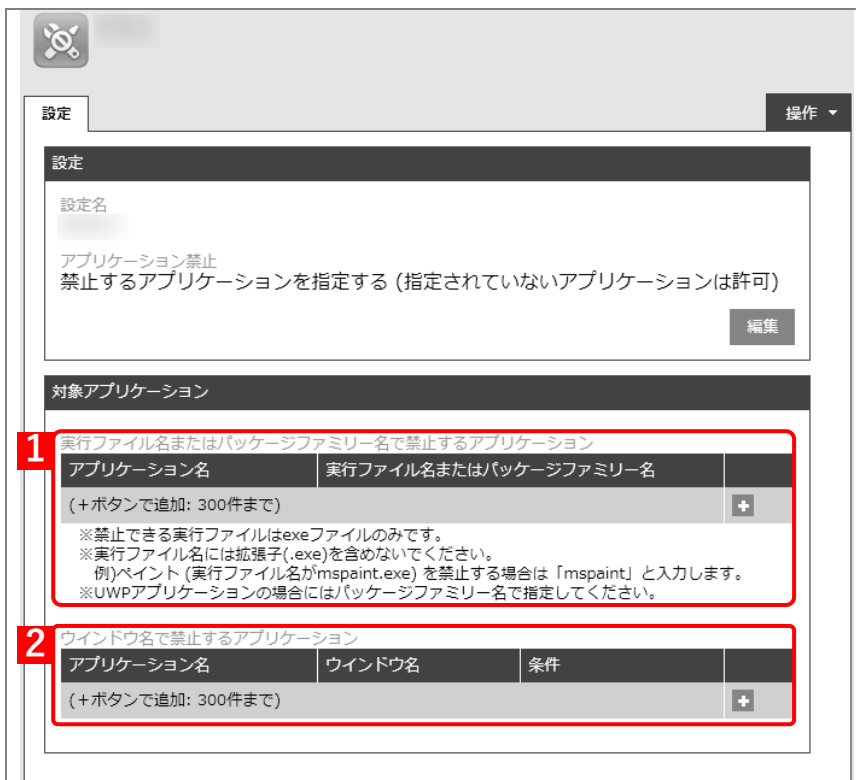 設定
操作
設定
設定名
アプリケーション禁止
禁止するアプリケーションを指定する (指定されていないアプリケーションは許可)
編集
対象アプリケーション
1
実行ファイル名またはパッケージファミリー名で禁止するアプリケーション
アプリケーション名 実行ファイル名またはパッケージファミリー名
(+ボタンで追加: 300件まで)
※禁止できる実行ファイルはexeファイルのみです。
※実行ファイル名には拡張子(.exe)を含めないでください。
例)ペイント (実行ファイル名がmspaint.exe) を禁止する場合は「mspaint」と入力します。
※UWPアプリケーションの場合にはパッケージファミリー名で指定してください。
2
ウインドウ名で禁止するアプリケーション
アプリケーション名 ウインドウ名 条件
(+ボタンで追加: 300件まで)